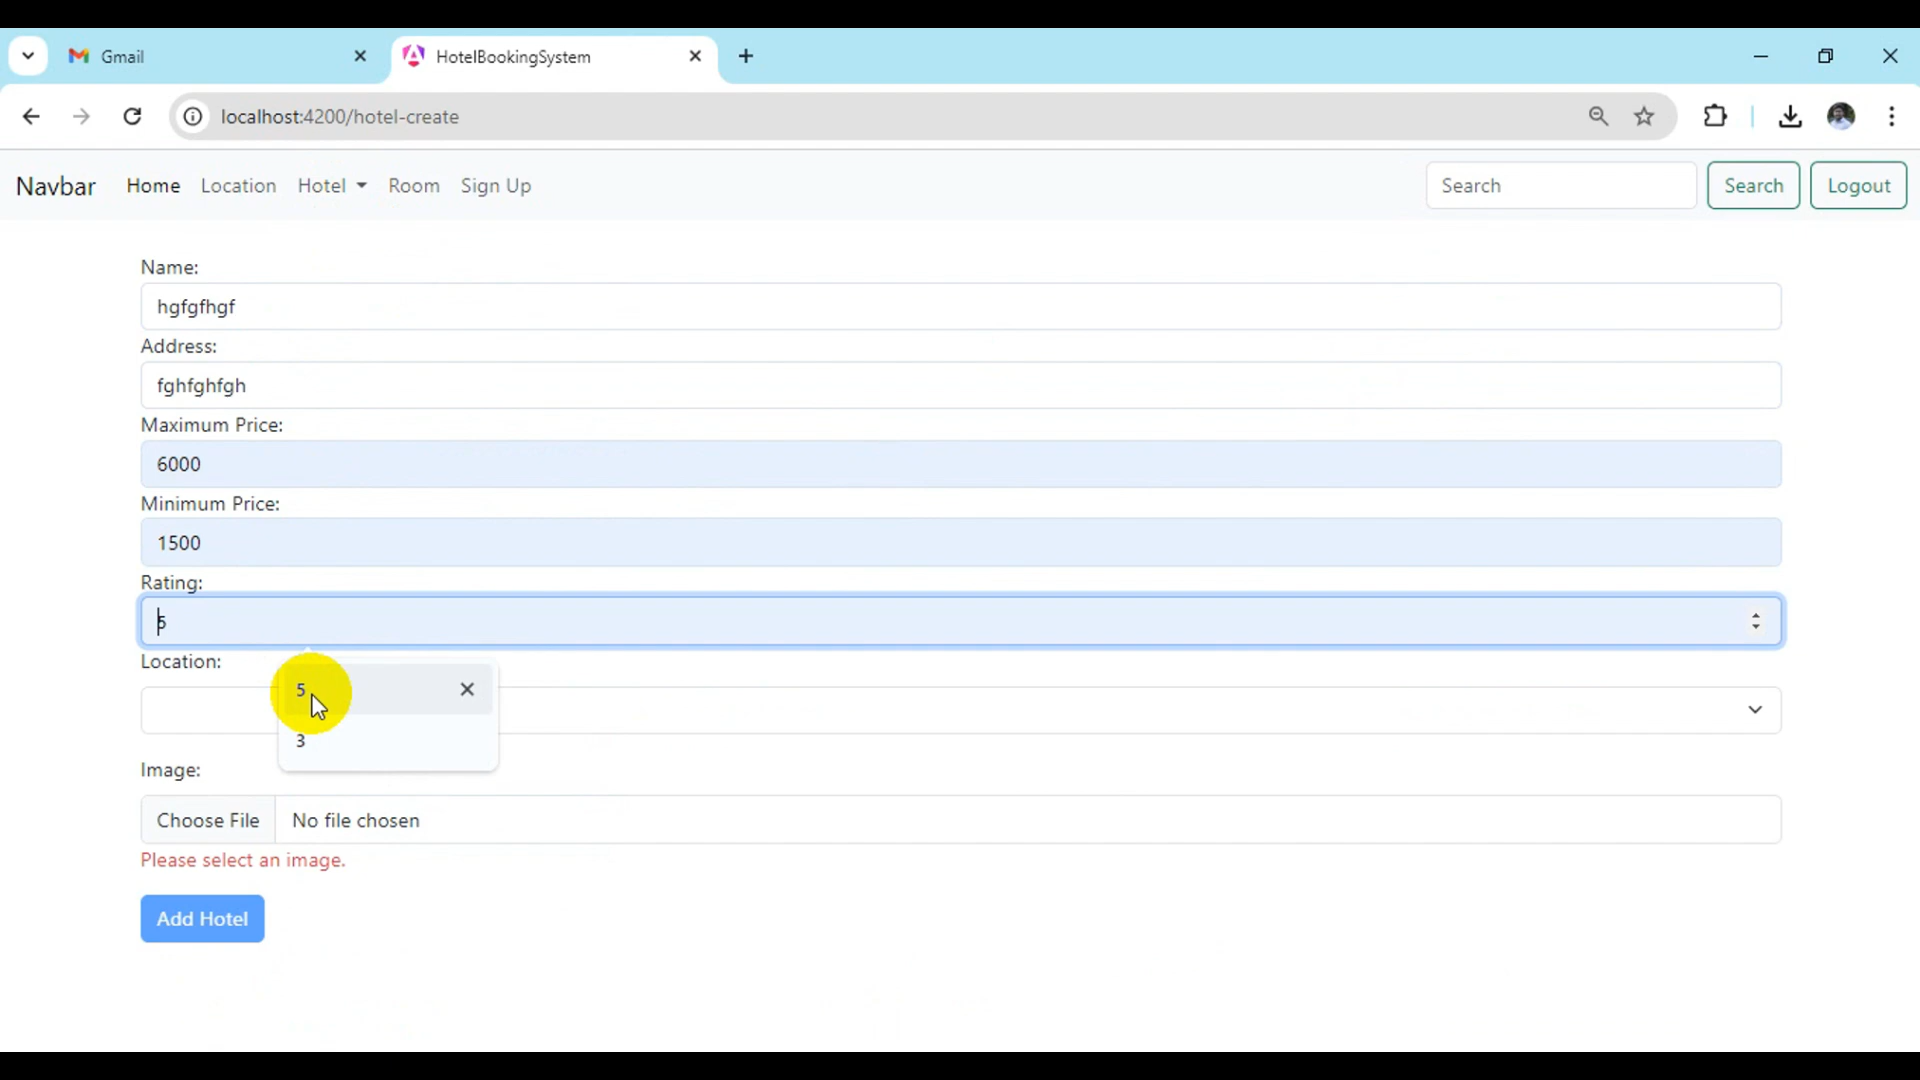 Gmail
HotelBookingSystem
localhost:4200/hotel-create
Navbar Home Location Hotel Room Sign Up Search Search Logout
Name:
hgfgfhgf
Address:
fghfghfgh
Maximum Price:
6000
Minimum Price:
1500
Rating:
5
Location:
5
3
Image:
Choose File No file chosen
Please select an image.
Add Hotel